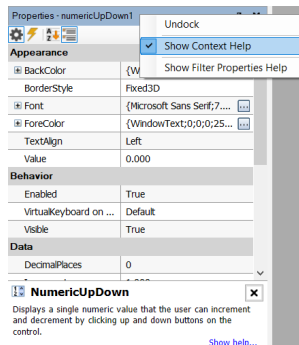 Properties - numericUpDown1
Undock
Show Context Help
Show Filter Properties Help
Appearance
BackColor {W
BorderStyle Fixed3D
Font {Microsoft Sans Serif;7.... ...
ForeColor {WindowText;0;0;0;25... ...
TextAlign Left
Value 0.000
Behavior
Enabled True
VirtualKeyboard on ... Default
Visible True
Data
DecimalPlaces 0
NumericUpDown
Displays a single numeric value that the user can increment
and decrement by clicking up and down buttons on the
control.
Show help...